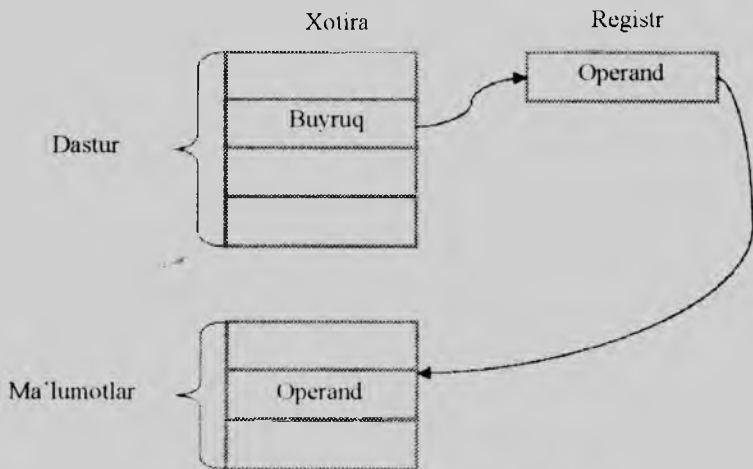 Xotira
Registr
Operand
Buyruq
Dastur
Ma'lumotlar
Operand